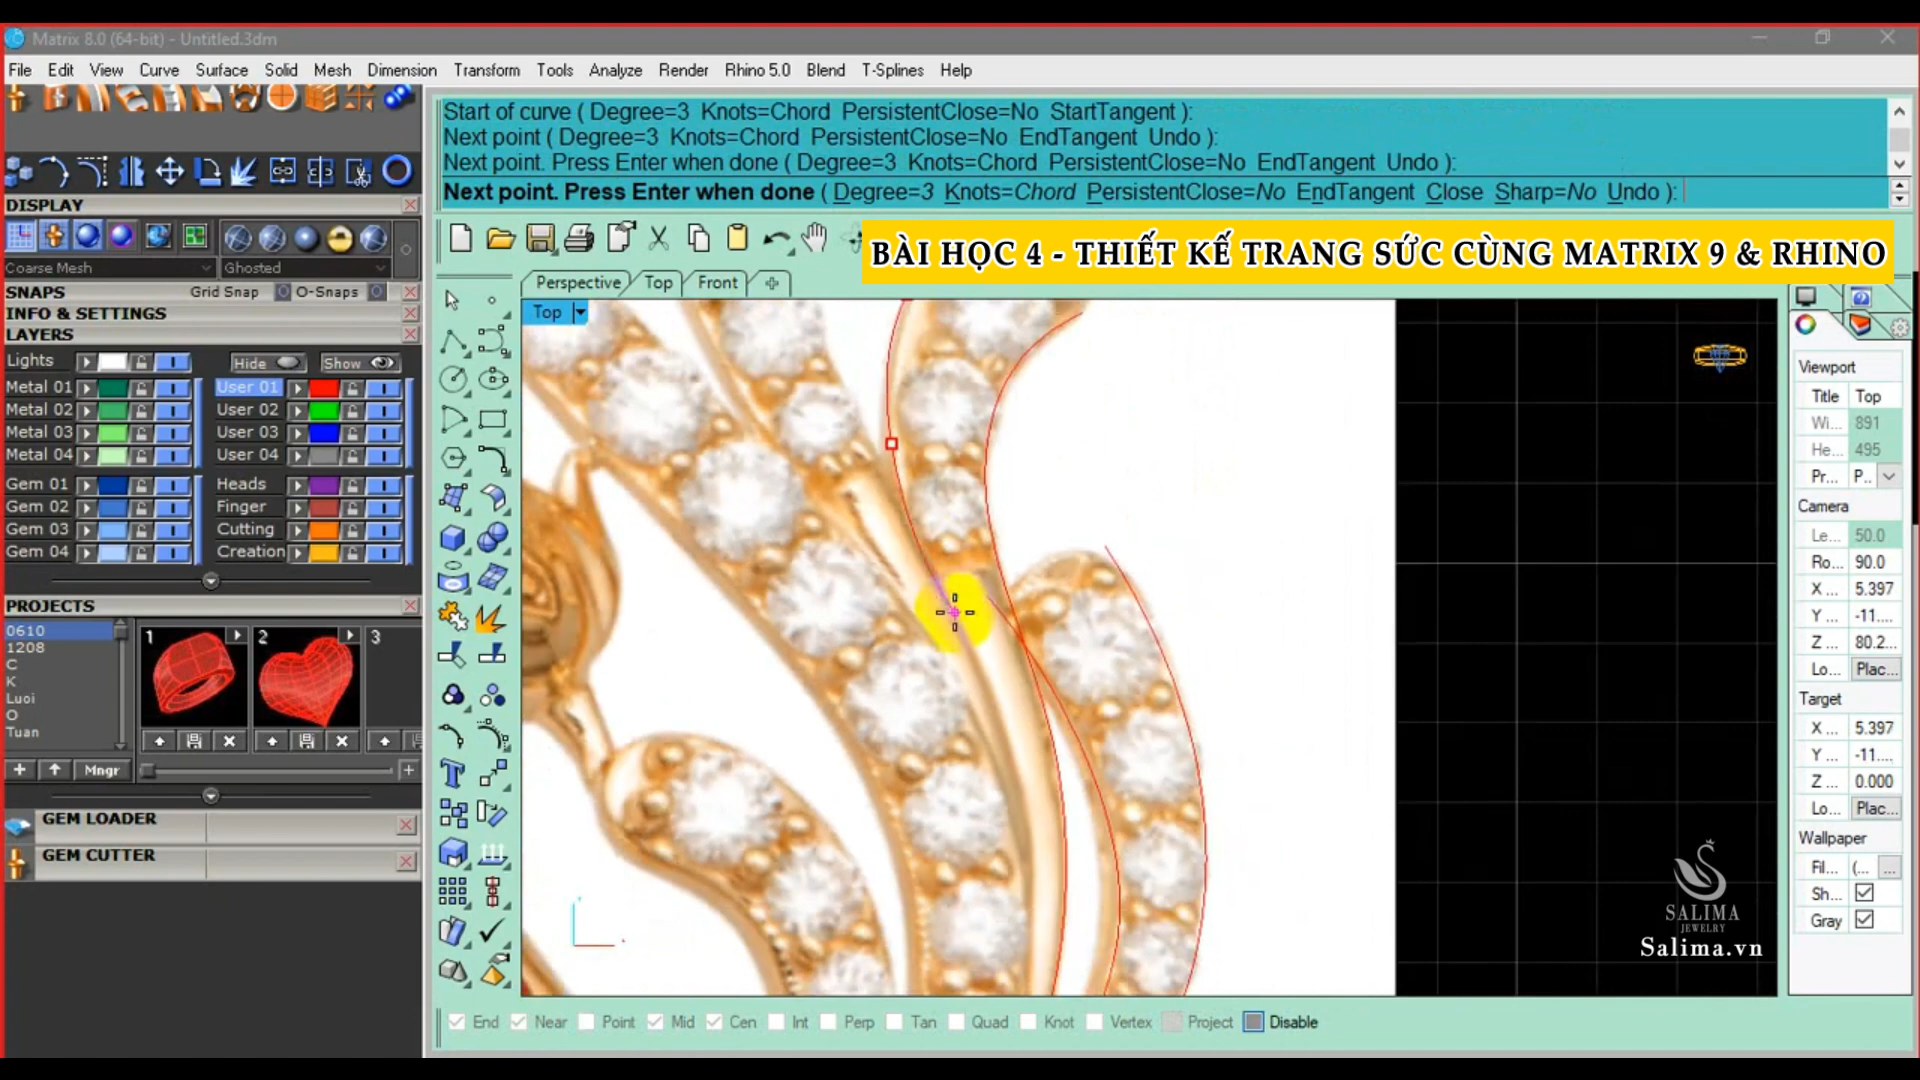 Matrix 8.0 (64-bit) - Untitled.3dm
File Edit View Curve Surface Solid Mesh Dimension Transform Tools Analyze Render Rhino 5.0 Blend T-Splines Help
Start of curve ( Degree=3 Knots=Chord PersistentClose=No StartTangent ):
Next point ( Degree=3 Knots=Chord PersistentClose=No EndTangent Undo ):
Next point. Press Enter when done ( Degree=3 Knots=Chord PersistentClose=No EndTangent Undo ):
Next point. Press Enter when done ( Degree=3 Knots=Chord PersistentClose=No EndTangent Close Sharp=No Undo ):
BÀI HỌC 4 - THIẾT KẾ TRANG SỨC CÙNG MATRIX 9 & RHINO
DISPLAY
Coarse Mesh Ghosted
SNAPS Grid Snap O-Snaps
INFO & SETTINGS
LAYERS
Lights Hide Show
Metal 01 User 01
Metal 02 User 02
Metal 03 User 03
Metal 04 User 04
Gem 01 Heads
Gem 02 Finger
Gem 03 Cutting
Gem 04 Creation
PROJECTS
0610
1208
C
K
Luoi
O
Tuan
1 2 3
Mngr
GEM LOADER
GEM CUTTER
Perspective Top Front
Top
Viewport
Title Top
Wi... 891
He... 495
Pr... P..
Camera
Le... 50.0
Ro... 90.0
X ... 5.397
Y ... -11....
Z ... 80.2...
Lo... Plac...
Target
X ... 5.397
Y ... -11....
Z ... 0.000
Lo... Plac...
Wallpaper
Fil... (... ...
Sh...
Gray
SALIMA
JEWELRY
Salima.vn
End Near Point Mid Cen Int Perp Tan Quad Knot Vertex Project Disable